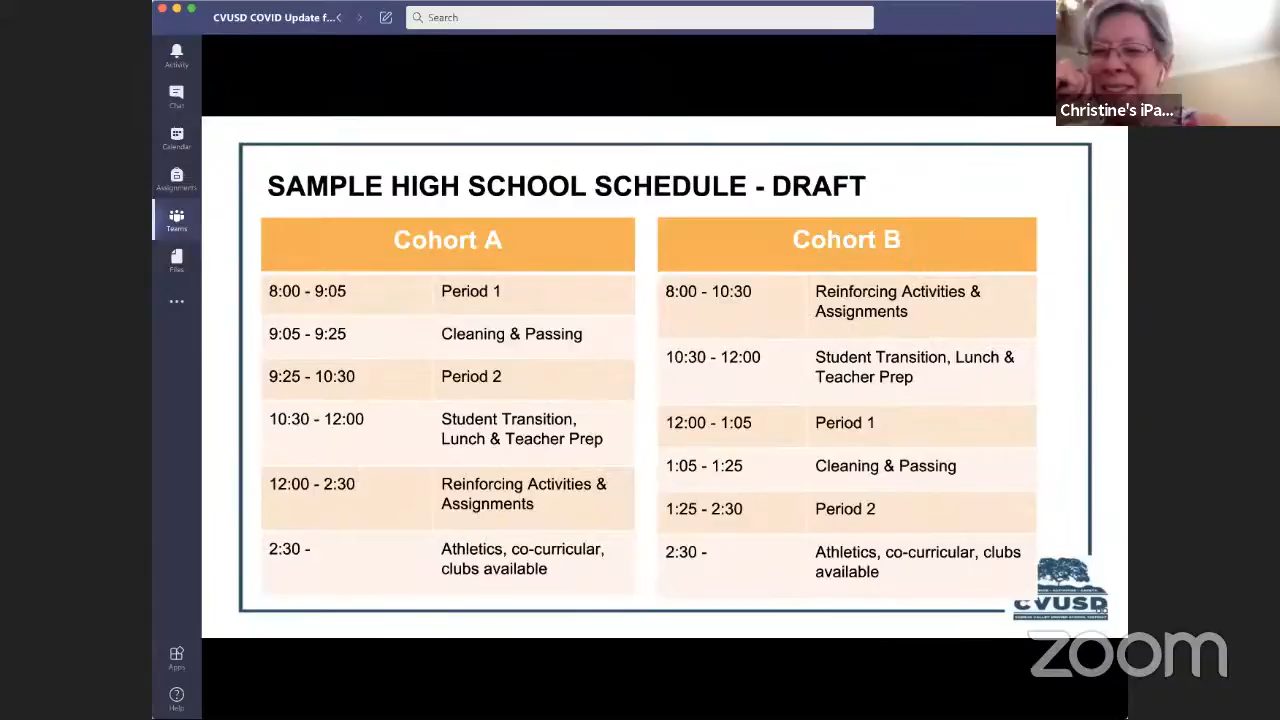 CVUSD COVID Update f...
Search
Activity
Chat
Calendar
Assignments
Teams
Files
Apps
Help
Christine's iPa...
SAMPLE HIGH SCHOOL SCHEDULE - DRAFT
Cohort A
8:00 - 9:05 Period 1
9:05 - 9:25 Cleaning & Passing
9:25 - 10:30 Period 2
10:30 - 12:00 Student Transition,
Lunch & Teacher Prep
12:00 - 2:30 Reinforcing Activities &
Assignments
2:30 - Athletics, co-curricular,
clubs available
Cohort B
8:00 - 10:30 Reinforcing Activities &
Assignments
10:30 - 12:00 Student Transition, Lunch &
Teacher Prep
12:00 - 1:05 Period 1
1:05 - 1:25 Cleaning & Passing
1:25 - 2:30 Period 2
2:30 - Athletics, co-curricular, clubs
available
CVUSD
zoom